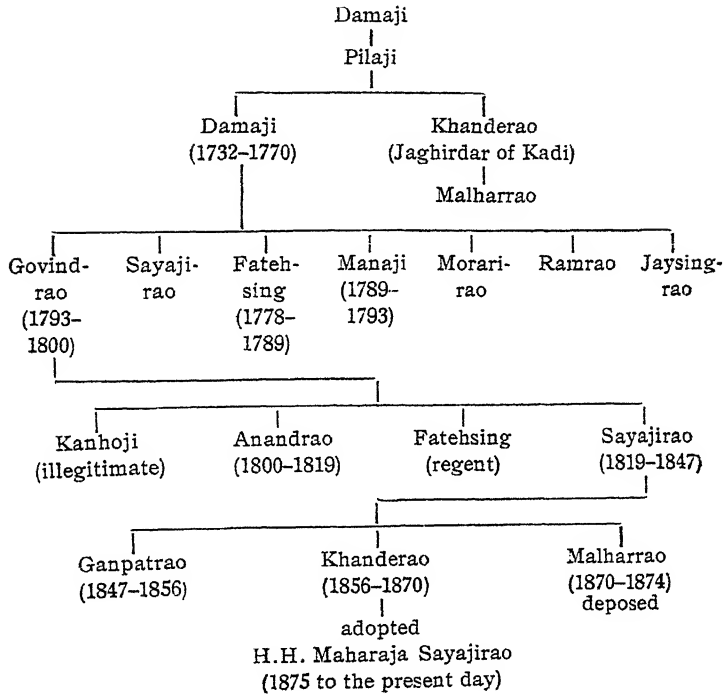 Damaji
Pilaji
Damaji
(1732–1770)
Khanderao
(Jaghirdar of Kadi)
Malharrao
Govind-
rao
(1793–
1800)
Sayaji-
rao
Fateh-
sing
(1778–
1789)
Manaji
(1789–
1793)
Morari-
rao
Ramrao
Jaysing-
rao
Kanhoji
(illegitimate)
Anandrao
(1800–1819)
Fatehsing
(regent)
Sayajirao
(1819–1847)
Ganpatrao
(1847–1856)
Khanderao
(1856–1870)
Malharrao
(1870–1874)
deposed
adopted
H.H. Maharaja Sayajirao
(1875 to the present day)